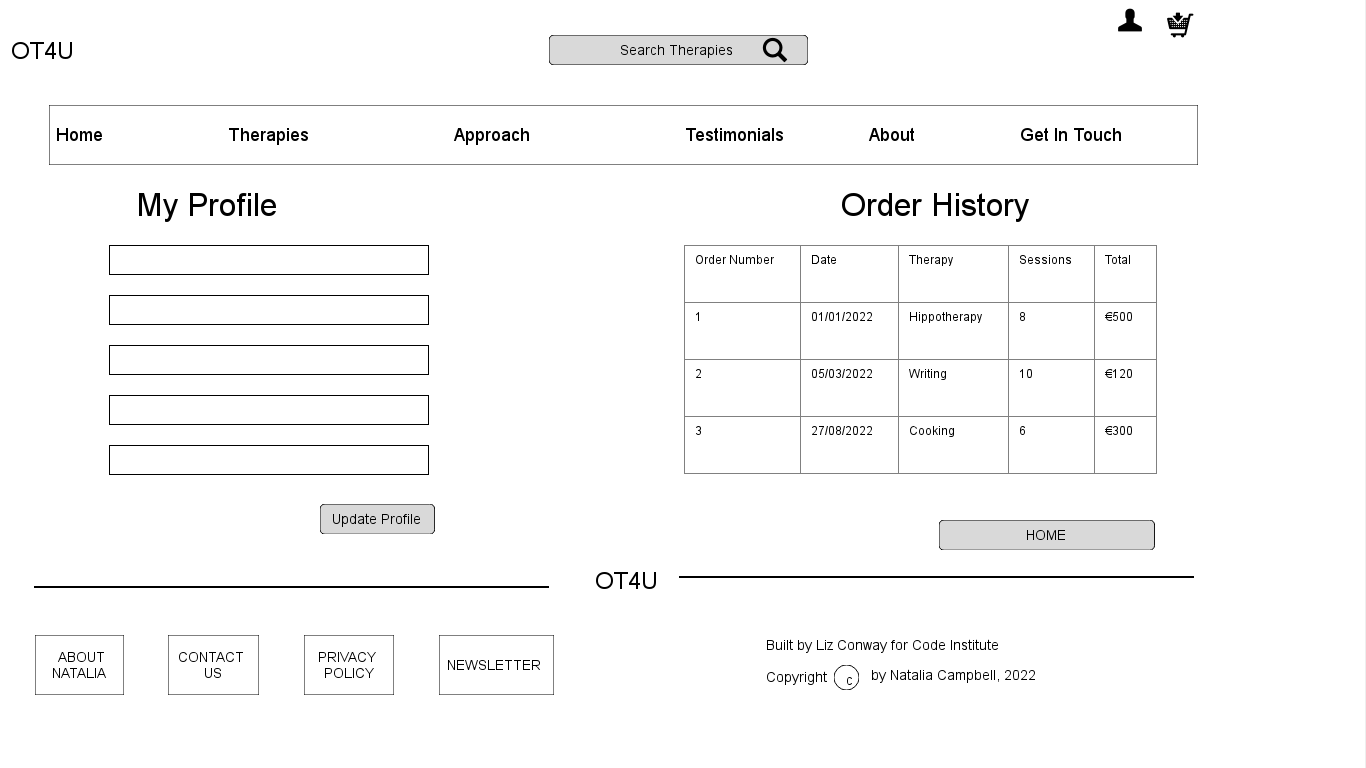 OT4U
Search Therapies
Home Therapies Approach Testimonials About Get In Touch
My Profile
Update Profile
Order History
Order Number Date Therapy Sessions Total
1 01/01/2022 Hippotherapy 8 €500
2 05/03/2022 Writing 10 €120
3 27/08/2022 Cooking 6 €300
HOME
OT4U
ABOUT
NATALIA
CONTACT
US
PRIVACY
POLICY
NEWSLETTER
Built by Liz Conway for Code Institute
Copyright c by Natalia Campbell, 2022